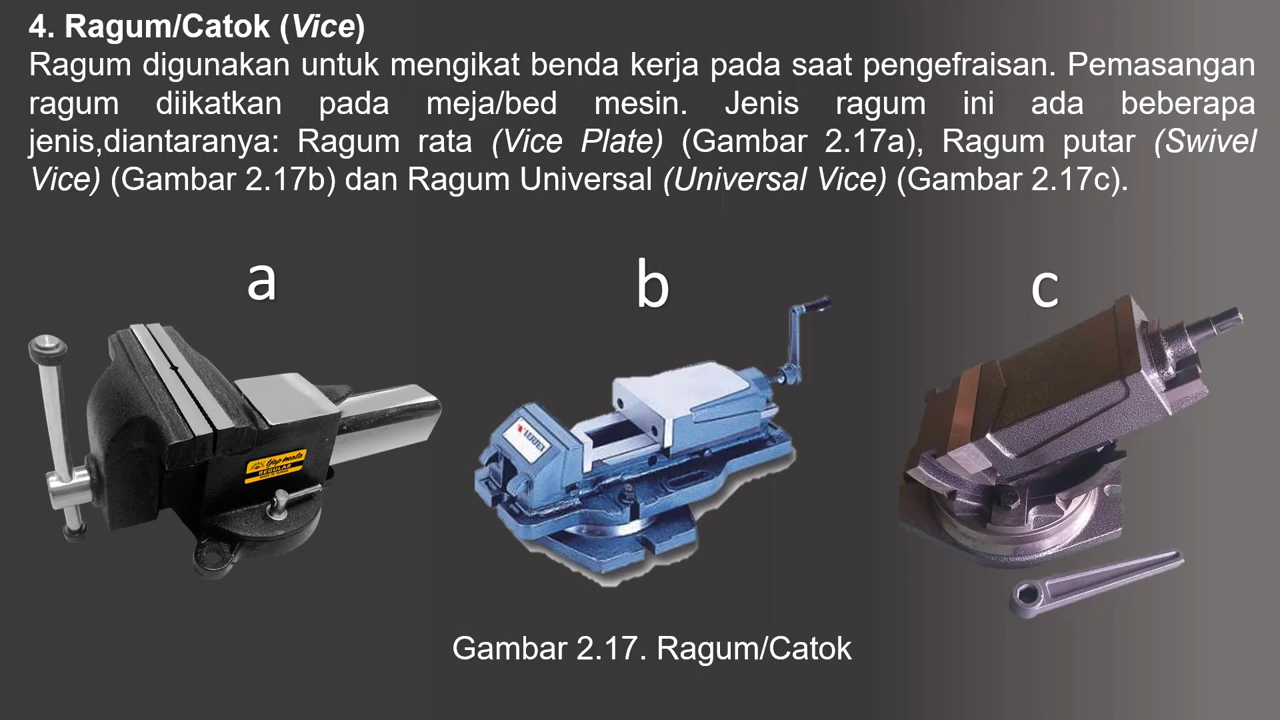 4. Ragum/Catok (Vice)
Ragum digunakan untuk mengikat benda kerja pada saat pengefraisan. Pemasangan
ragum diikatkan pada meja/bed mesin. Jenis ragum ini ada beberapa
jenis,diantaranya: Ragum rata (Vice Plate) (Gambar 2.17a), Ragum putar (Swivel
Vice) (Gambar 2.17b) dan Ragum Universal (Universal Vice) (Gambar 2.17c).
a
b
c
REGULAR
Gambar 2.17. Ragum/Catok